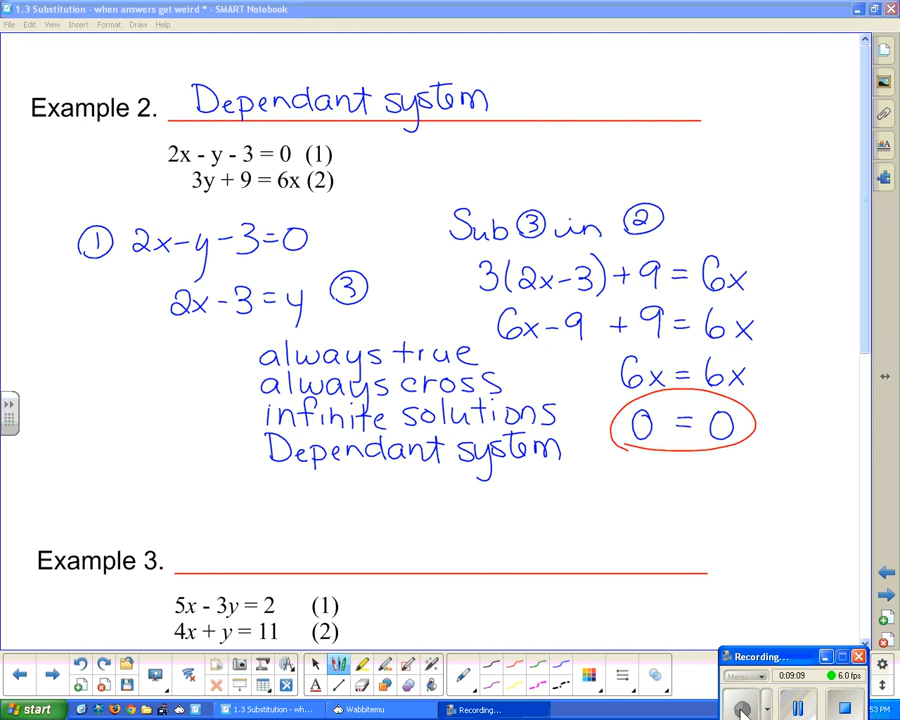 1.3 Substitution - when answers get weird * - SMART Notebook
File Edit View Insert Format Draw Help
Example 2. Dependant system
2x - y - 3 = 0 (1)
3y + 9 = 6x (2)
① 2x-y-3=0
2x-3=y ③
Sub ③ in ②
3(2x-3)+9=6x
6x-9 +9=6x
6x=6x
0 = 0
always true
always cross
infinite solutions
Dependant system
Example 3.
5x - 3y = 2 (1)
4x + y = 11 (2)
Recording...
Menu
0:09:09
6.0 fps
start
1.3 Substitution - wh...
Wabbitemu
Recording...
:53 PM